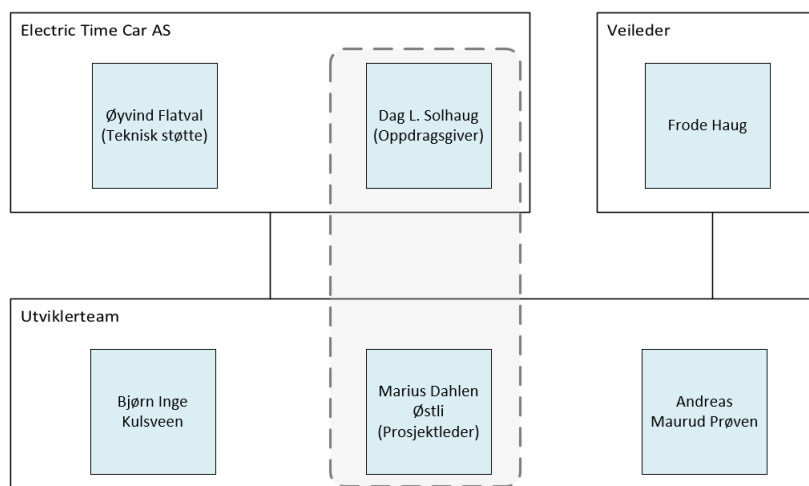 Electric Time Car AS
Veileder
Øyvind Flatval
(Teknisk støtte)
Dag L. Solhaug
(Oppdragsgiver)
Frode Haug
Utviklerteam
Bjørn Inge
Kulsveen
Marius Dahlen
Østli
(Prosjektleder)
Andreas
Maurud Prøven